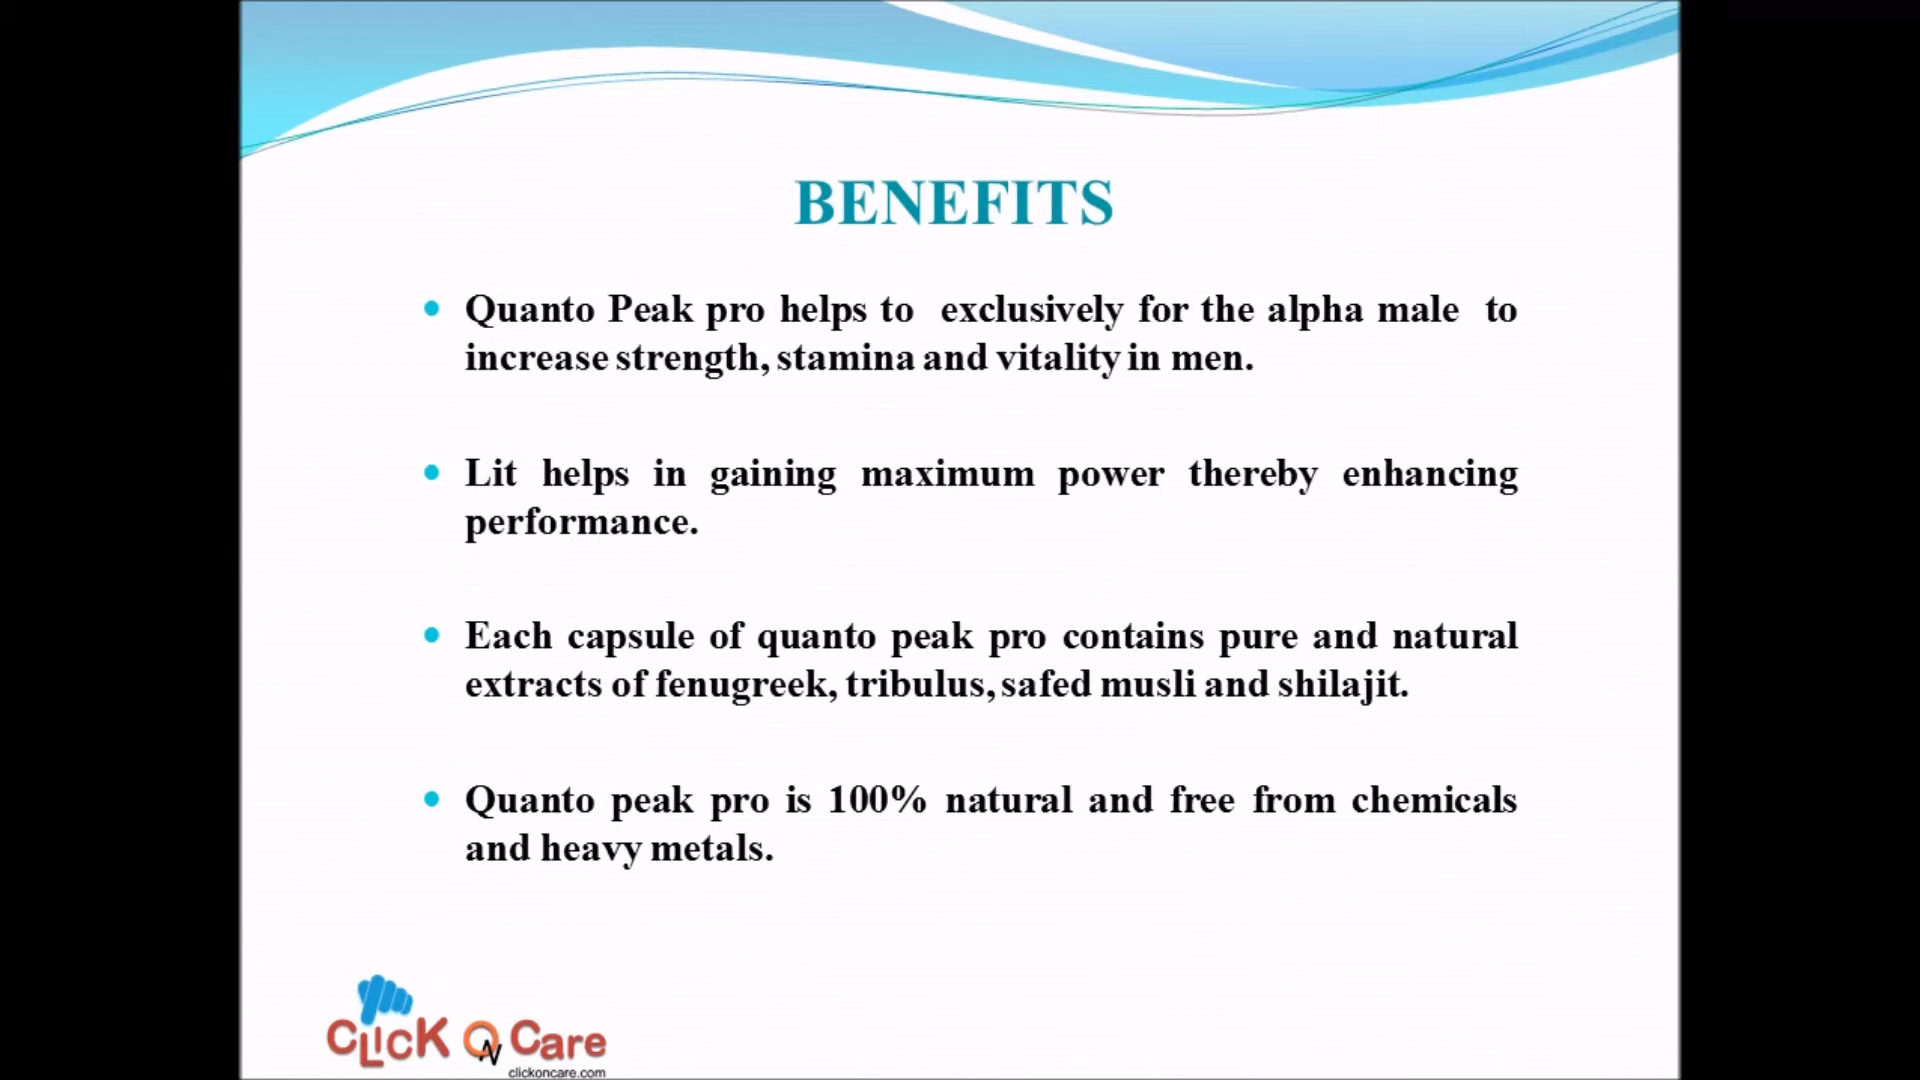 BENEFITS
Quanto Peak pro helps to exclusively for the alpha male to
increase strength, stamina and vitality in men.
Lit helps in gaining maximum power thereby enhancing
performance.
Each capsule of quanto peak pro contains pure and natural
extracts of fenugreek, tribulus, safed musli and shilajit.
Quanto peak pro is 100% natural and free from chemicals
and heavy metals.
Click ON Care
clickoncare.com